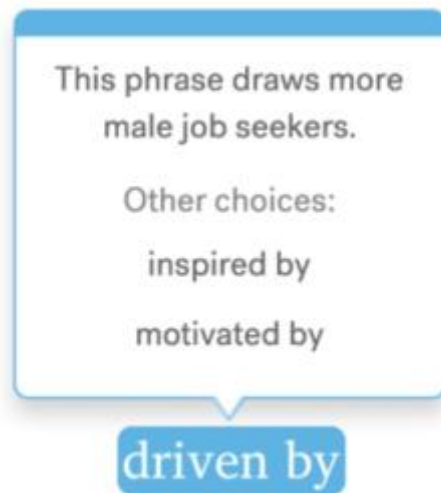 This phrase draws more
male job seekers.
Other choices:
inspired by
motivated by
driven by